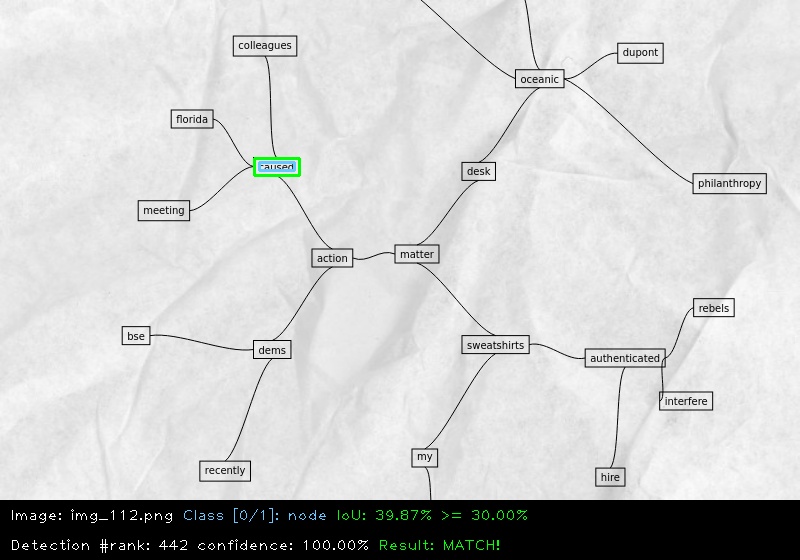 colleagues
dupont
oceanic
florida
caused
desk
philanthropy
meeting
action
matter
rebels
bse
dems
sweatshirts
authenticated
interfere
my
recently
hire
Image: img_112.png Class [0/1]: node IoU: 39.87% >= 30.00%
Detection #rank: 442 confidence: 100.00% Result: MATCH!